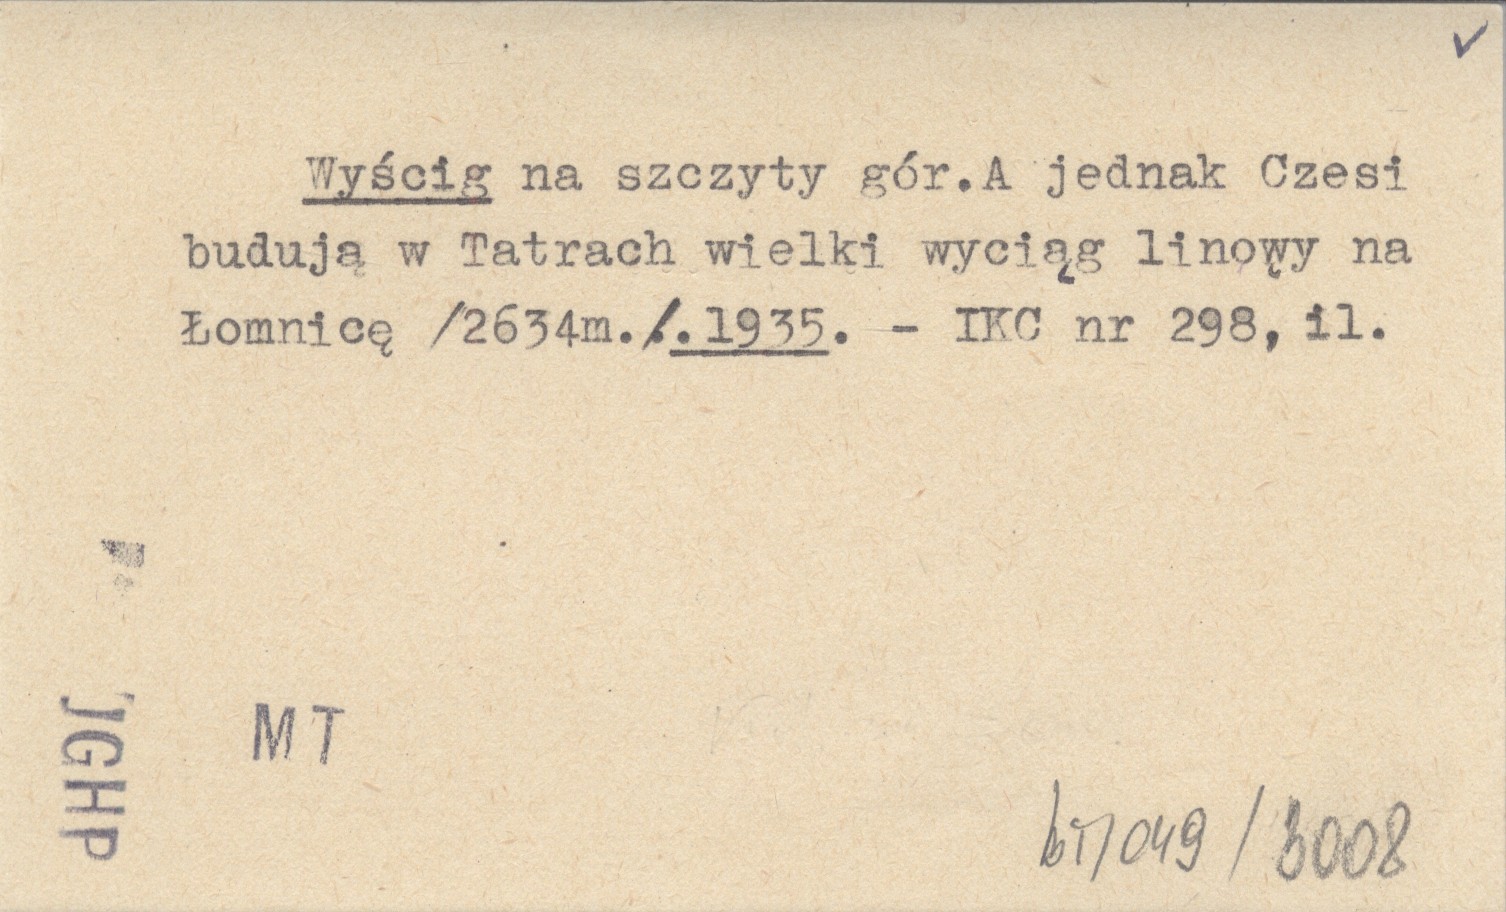 Wyścig na szczyty gór.A jednak Czesi
budują w Tatrach wielki wyciąg linowy na
Łomnicę /2634m./.1935. - IKC nr 298, il.
JGHP
MT
049 / 3008